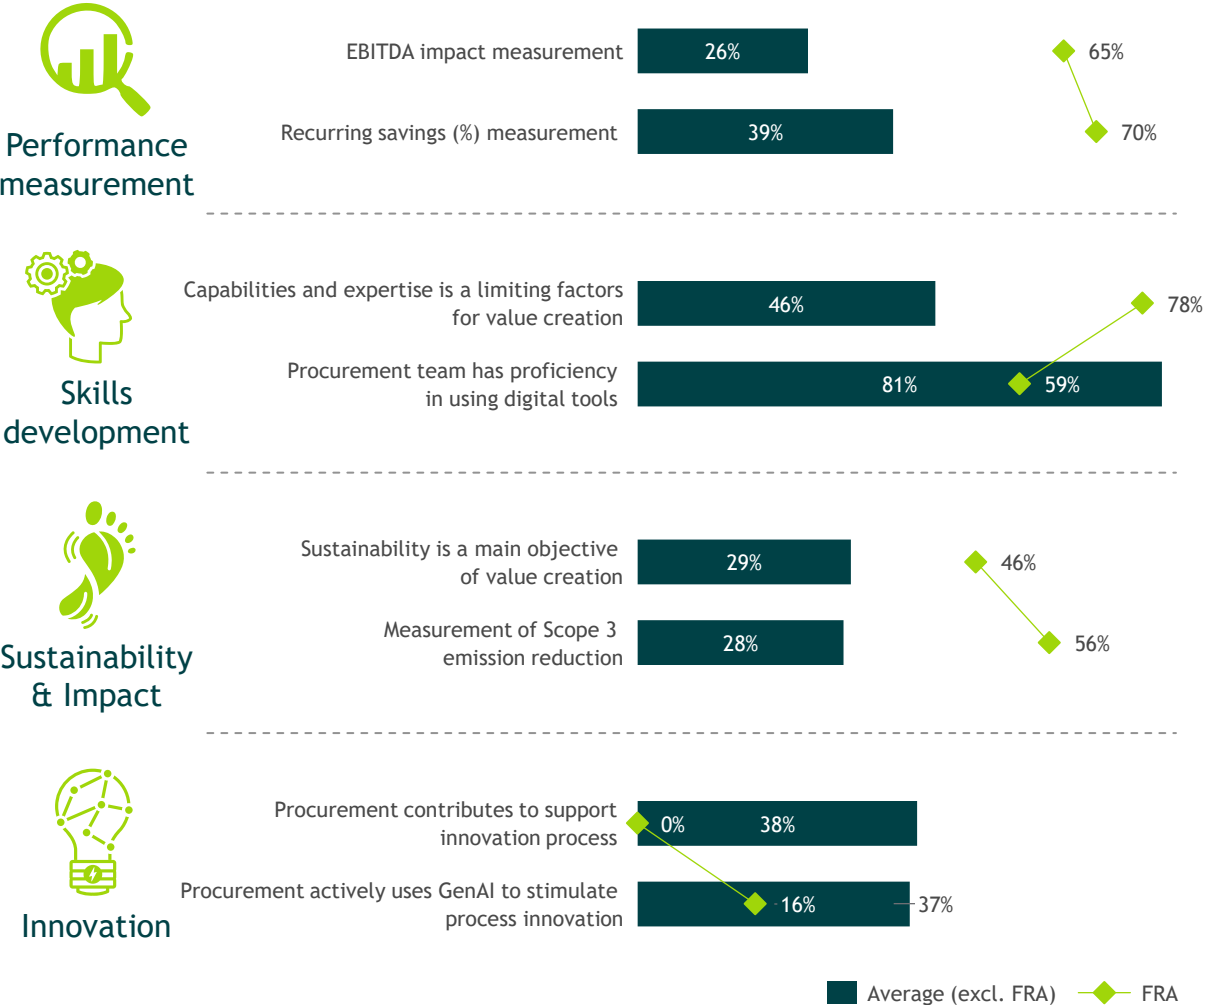 Performance
measurement
EBITDA impact measurement
26%
65%
Recurring savings (%) measurement
39%
70%
Skills
development
Capabilities and expertise is a limiting factors
for value creation
46%
78%
Procurement team has proficiency
in using digital tools
81%
59%
Sustainability
& Impact
Sustainability is a main objective
of value creation
29%
46%
Measurement of Scope 3
emission reduction
28%
56%
Innovation
Procurement contributes to support
innovation process
0%
38%
Procurement actively uses GenAI to stimulate
process innovation
16%
37%
Average (excl. FRA)
FRA